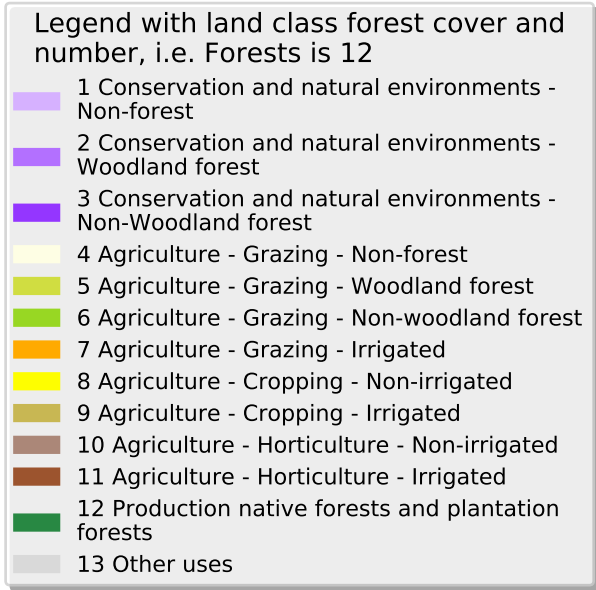 Legend with land class forest cover and
number, i.e. Forests is 12
1 Conservation and natural environments -
Non-forest
2 Conservation and natural environments -
Woodland forest
3 Conservation and natural environments -
Non-Woodland forest
4 Agriculture - Grazing - Non-forest
5 Agriculture - Grazing - Woodland forest
6 Agriculture - Grazing - Non-woodland forest
7 Agriculture - Grazing - Irrigated
8 Agriculture - Cropping - Non-irrigated
9 Agriculture - Cropping - Irrigated
10 Agriculture - Horticulture - Non-irrigated
11 Agriculture - Horticulture - Irrigated
12 Production native forests and plantation
forests
13 Other uses